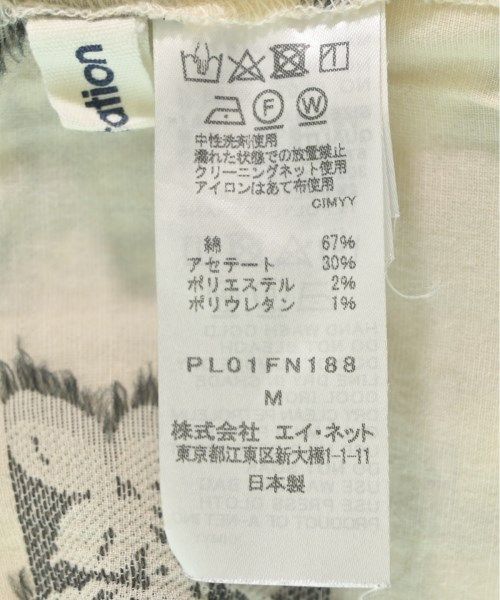 ration
F
W
中性洗剤使用
濡れた状態での放置禁止
クリーニングネット使用
アイロンはあて布使用
CIMYY
綿 67%
アセテート 30%
ポリエステル 2%
ポリウレタン 1%
PL01FN188
M
株式会社 エイ・ネット
東京都江東区新大橋1-1-11
日本製